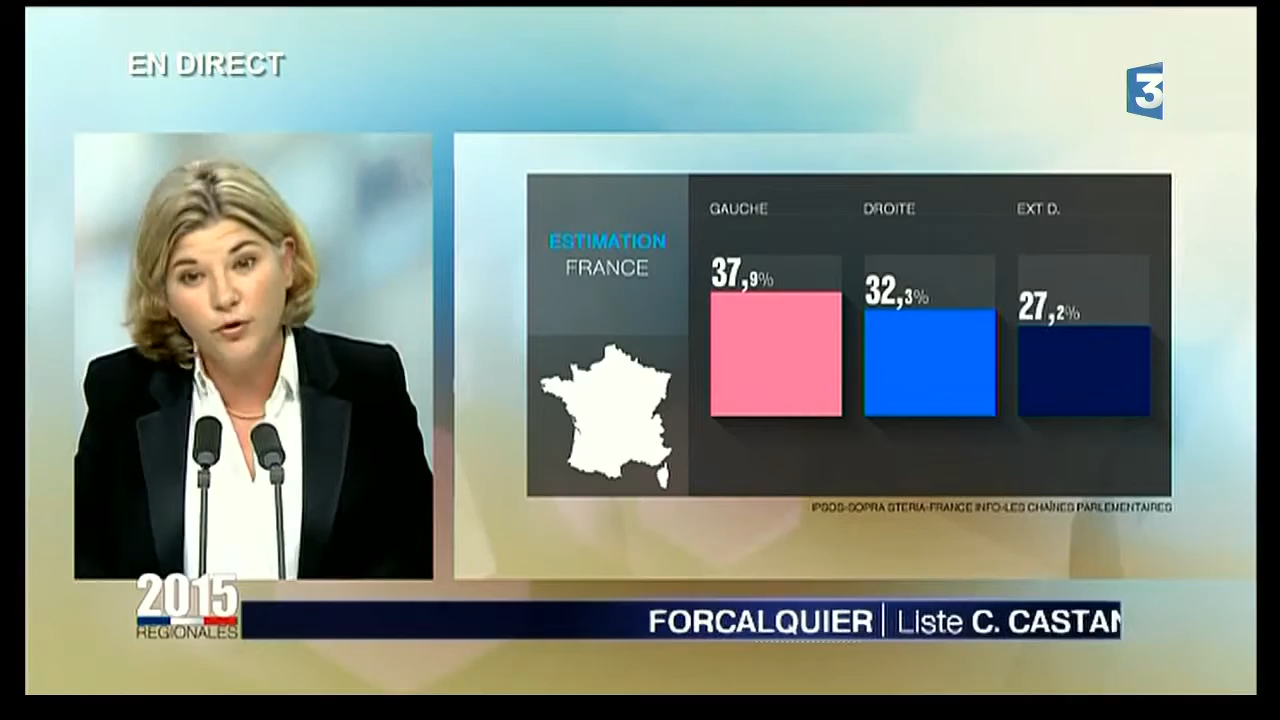 EN DIRECT
3
ESTIMATION
FRANCE
GAUCHE
DROITE
EXT D.
37,9%
32,3%
27,2%
IPSOS-SOPRA STERIA-FRANCE INFO-LES CHAÎNES PARLEMENTAIRES
2015
REGIONALES
FORCALQUIER | Liste C. CASTAN